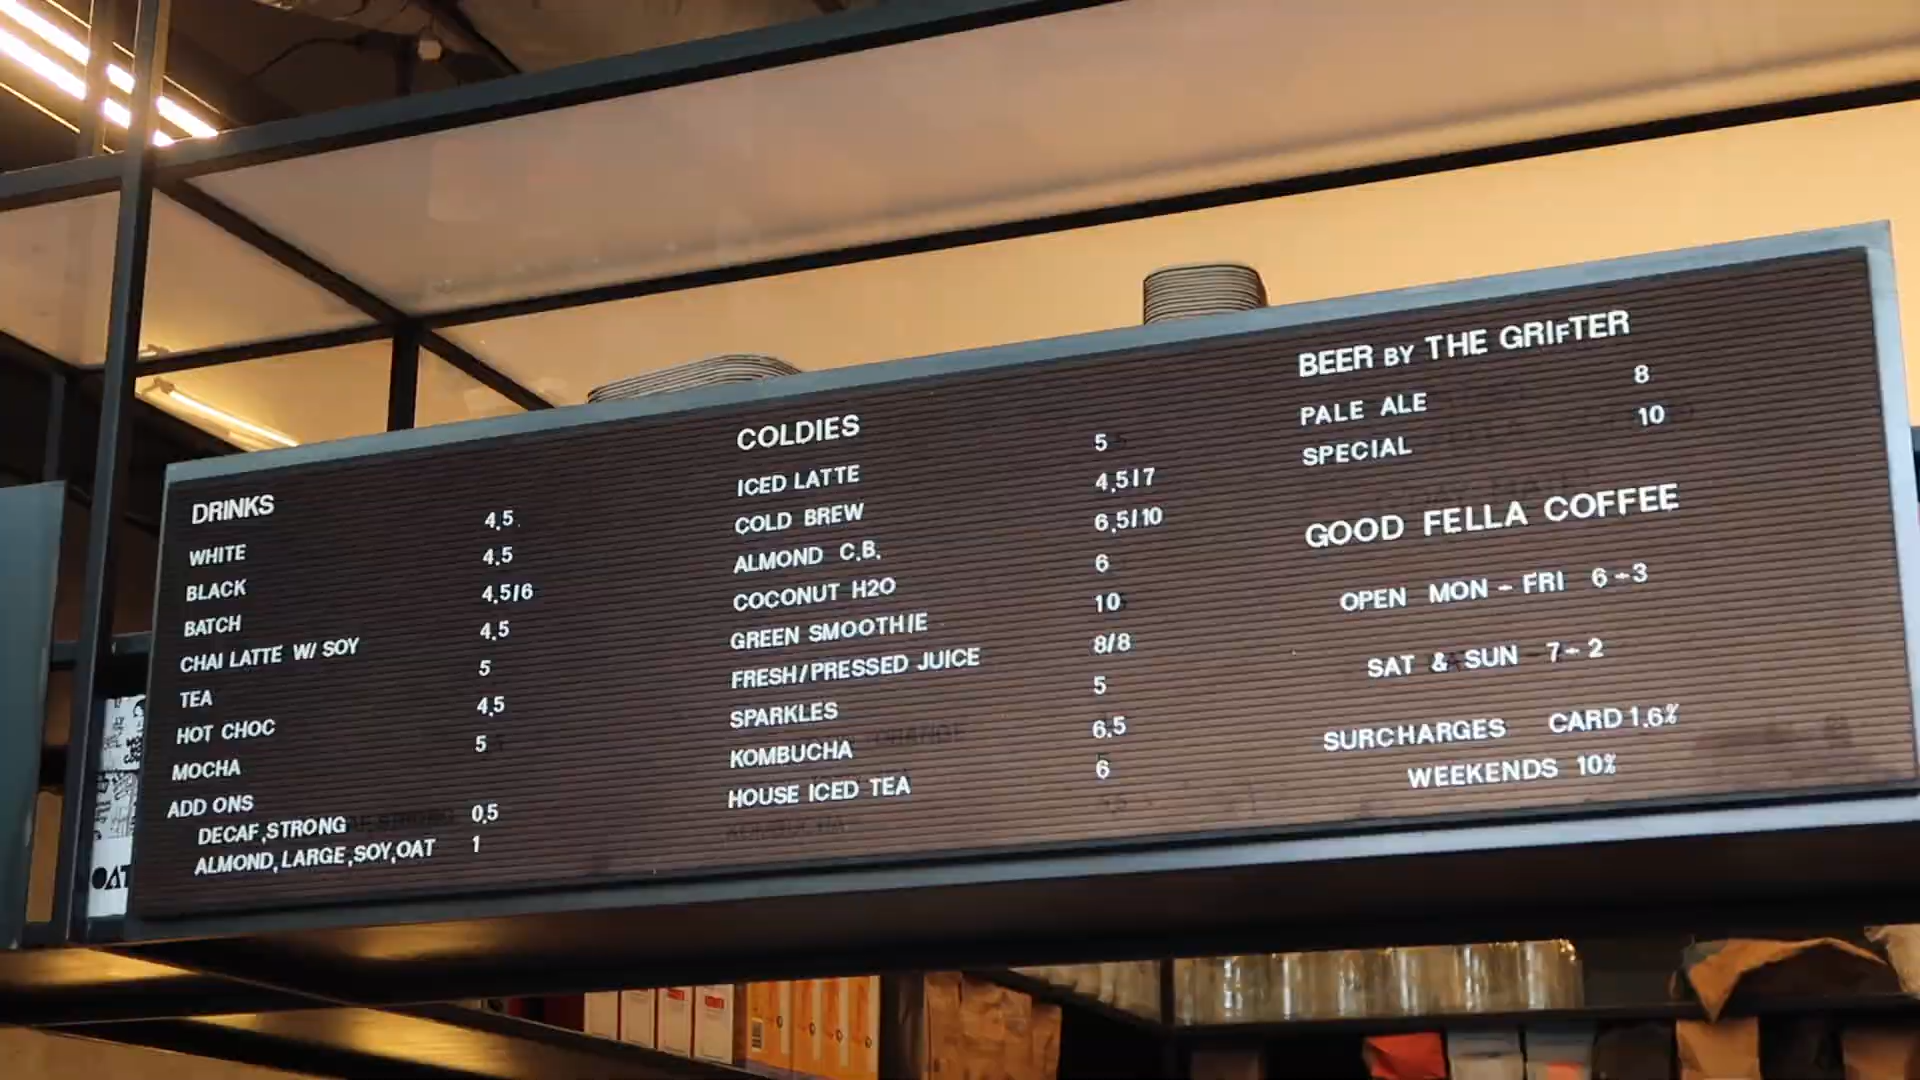 DRINKS
WHITE 4.5
BLACK 4.5
BATCH 4.5/6
CHAI LATTE W/ SOY 4.5
TEA 5
HOT CHOC 4.5
MOCHA 5
ADD ONS
DECAF,STRONG 0.5
ALMOND,LARGE,SOY,OAT 1
COLDIES
ICED LATTE 5
COLD BREW 4.5/7
ALMOND C.B. 6.5/10
COCONUT H2O 6
GREEN SMOOTHIE 10
FRESH/PRESSED JUICE 8/8
SPARKLES 5
KOMBUCHA 6.5
HOUSE ICED TEA 6
BEER BY THE GRIFTER
PALE ALE 8
SPECIAL 10
GOOD FELLA COFFEE
OPEN MON - FRI 6-3
SAT & SUN 7-2
SURCHARGES CARD 1.6%
WEEKENDS 10%
OAT